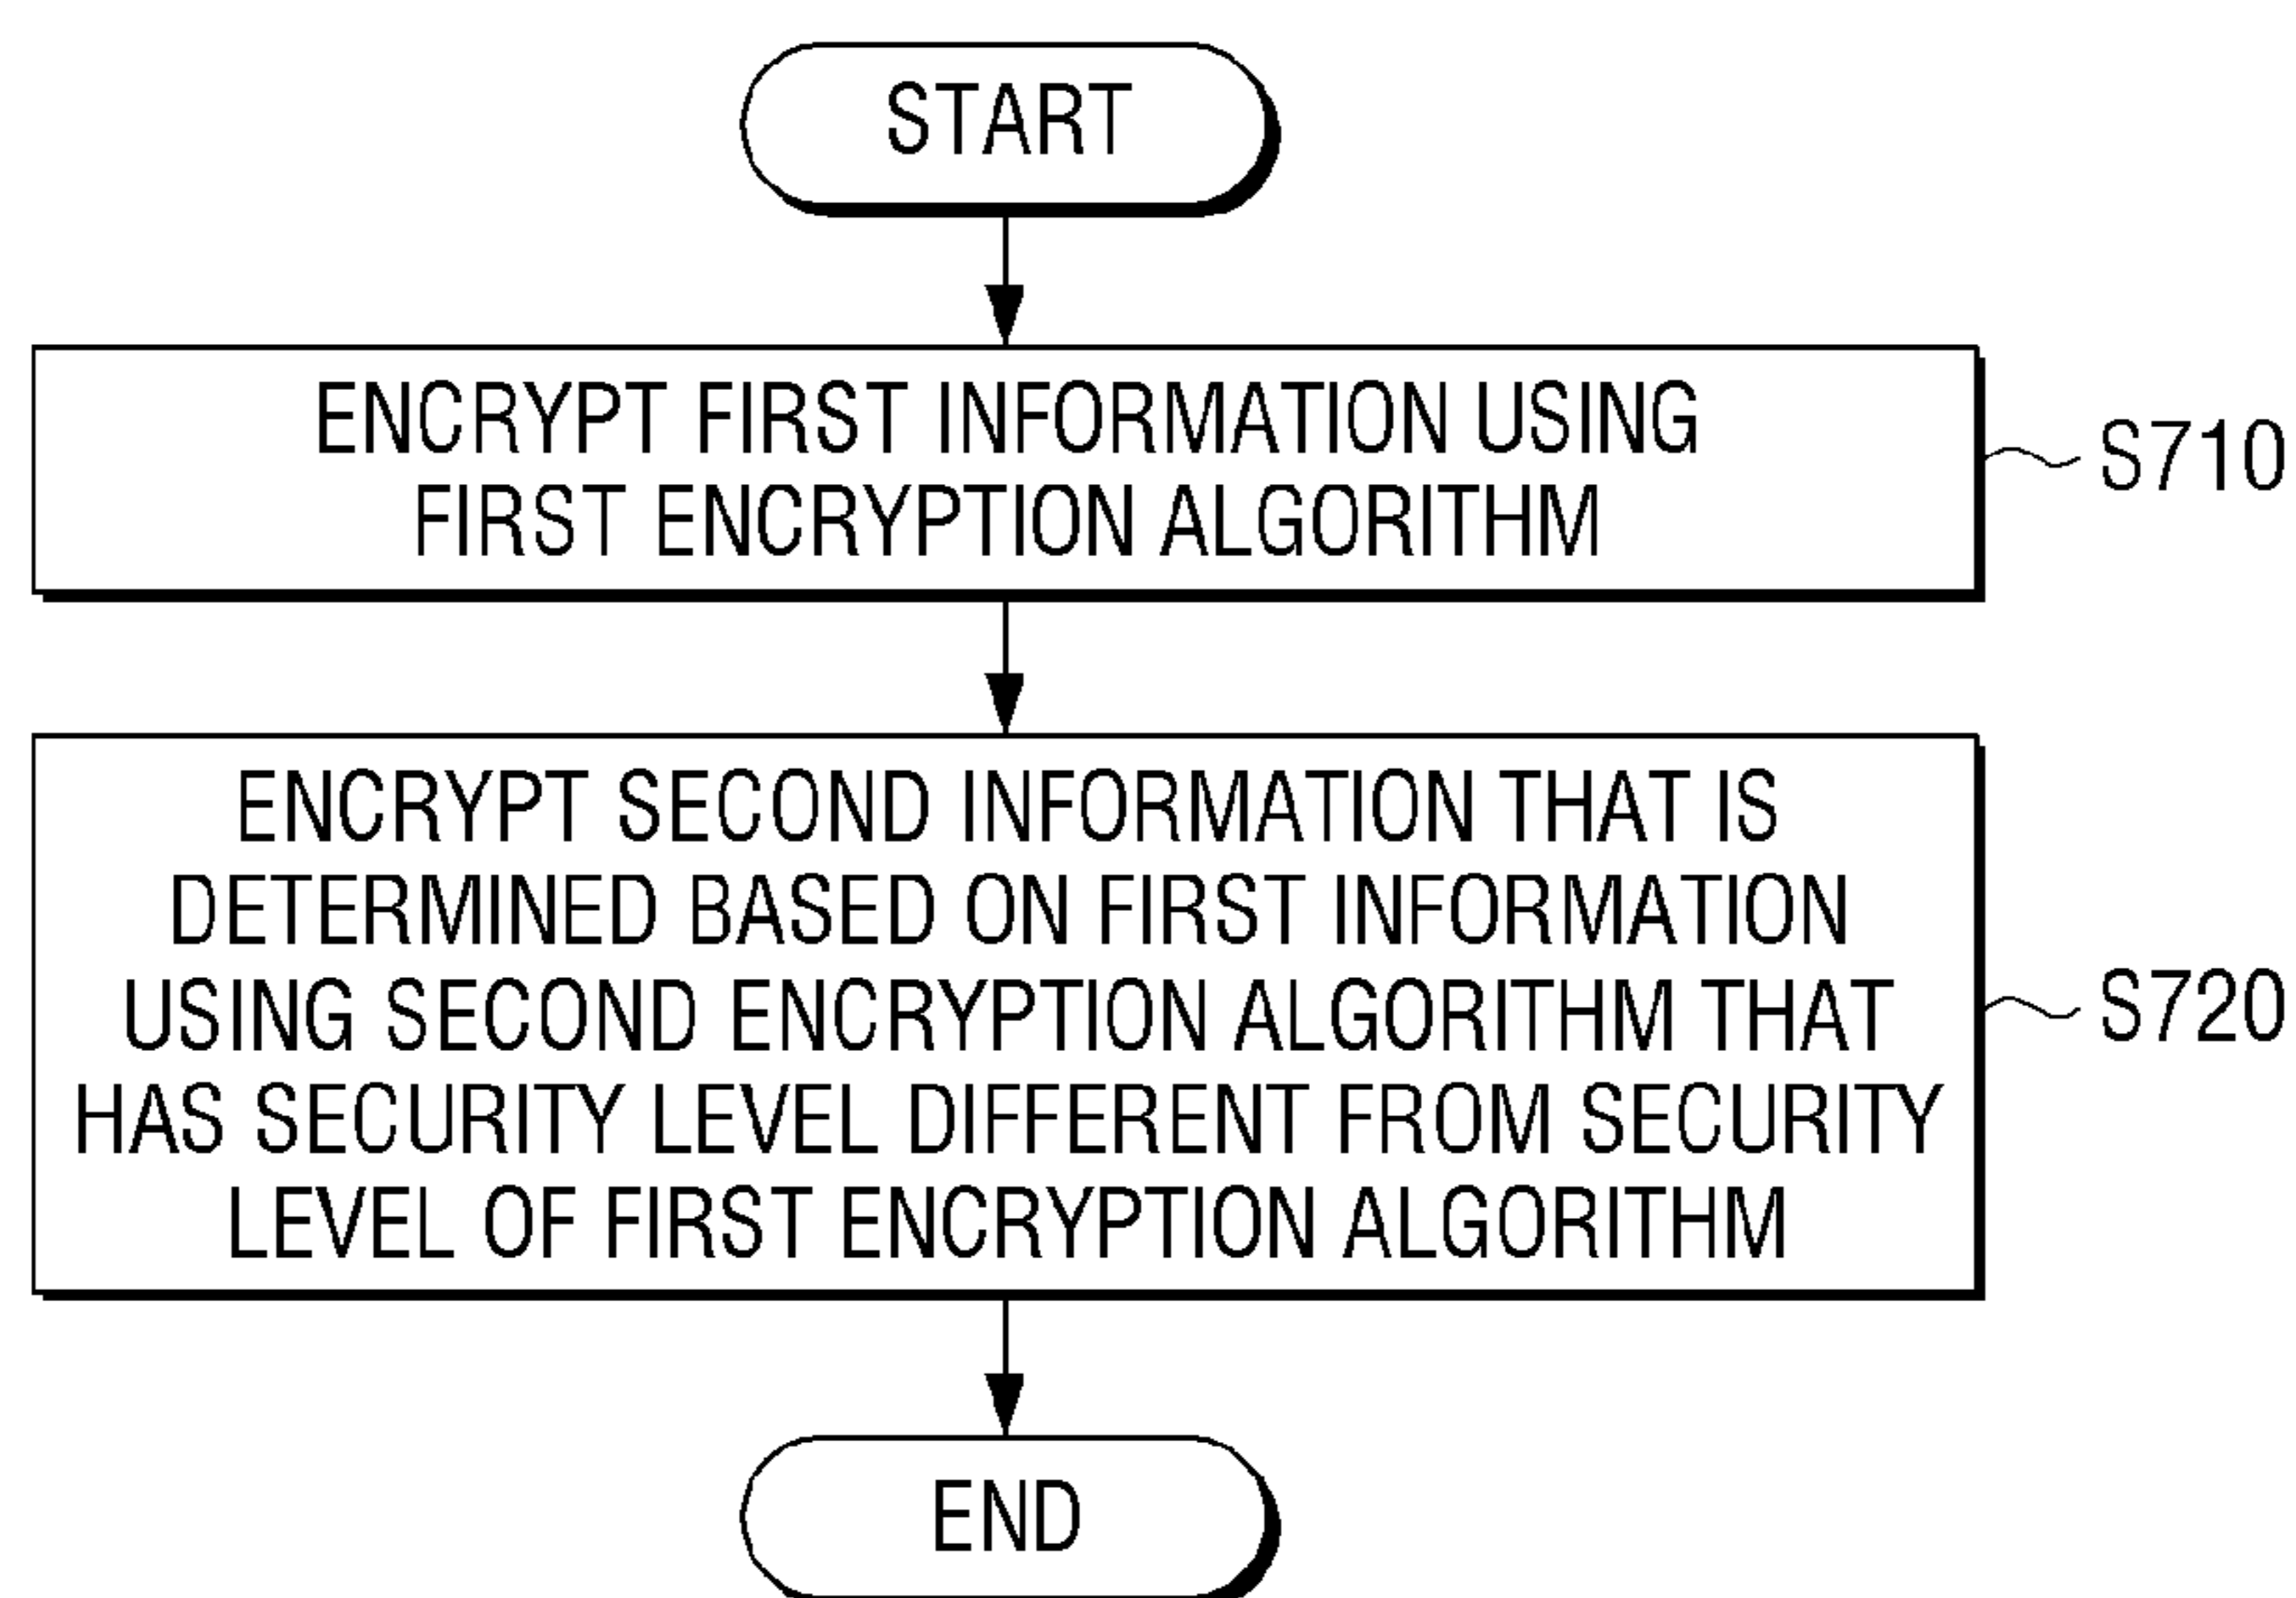 START
ENCRYPT FIRST INFORMATION USING
FIRST ENCRYPTION ALGORITHM
S710
ENCRYPT SECOND INFORMATION THAT IS
DETERMINED BASED ON FIRST INFORMATION
USING SECOND ENCRYPTION ALGORITHM THAT
HAS SECURITY LEVEL DIFFERENT FROM SECURITY
LEVEL OF FIRST ENCRYPTION ALGORITHM
S720
END